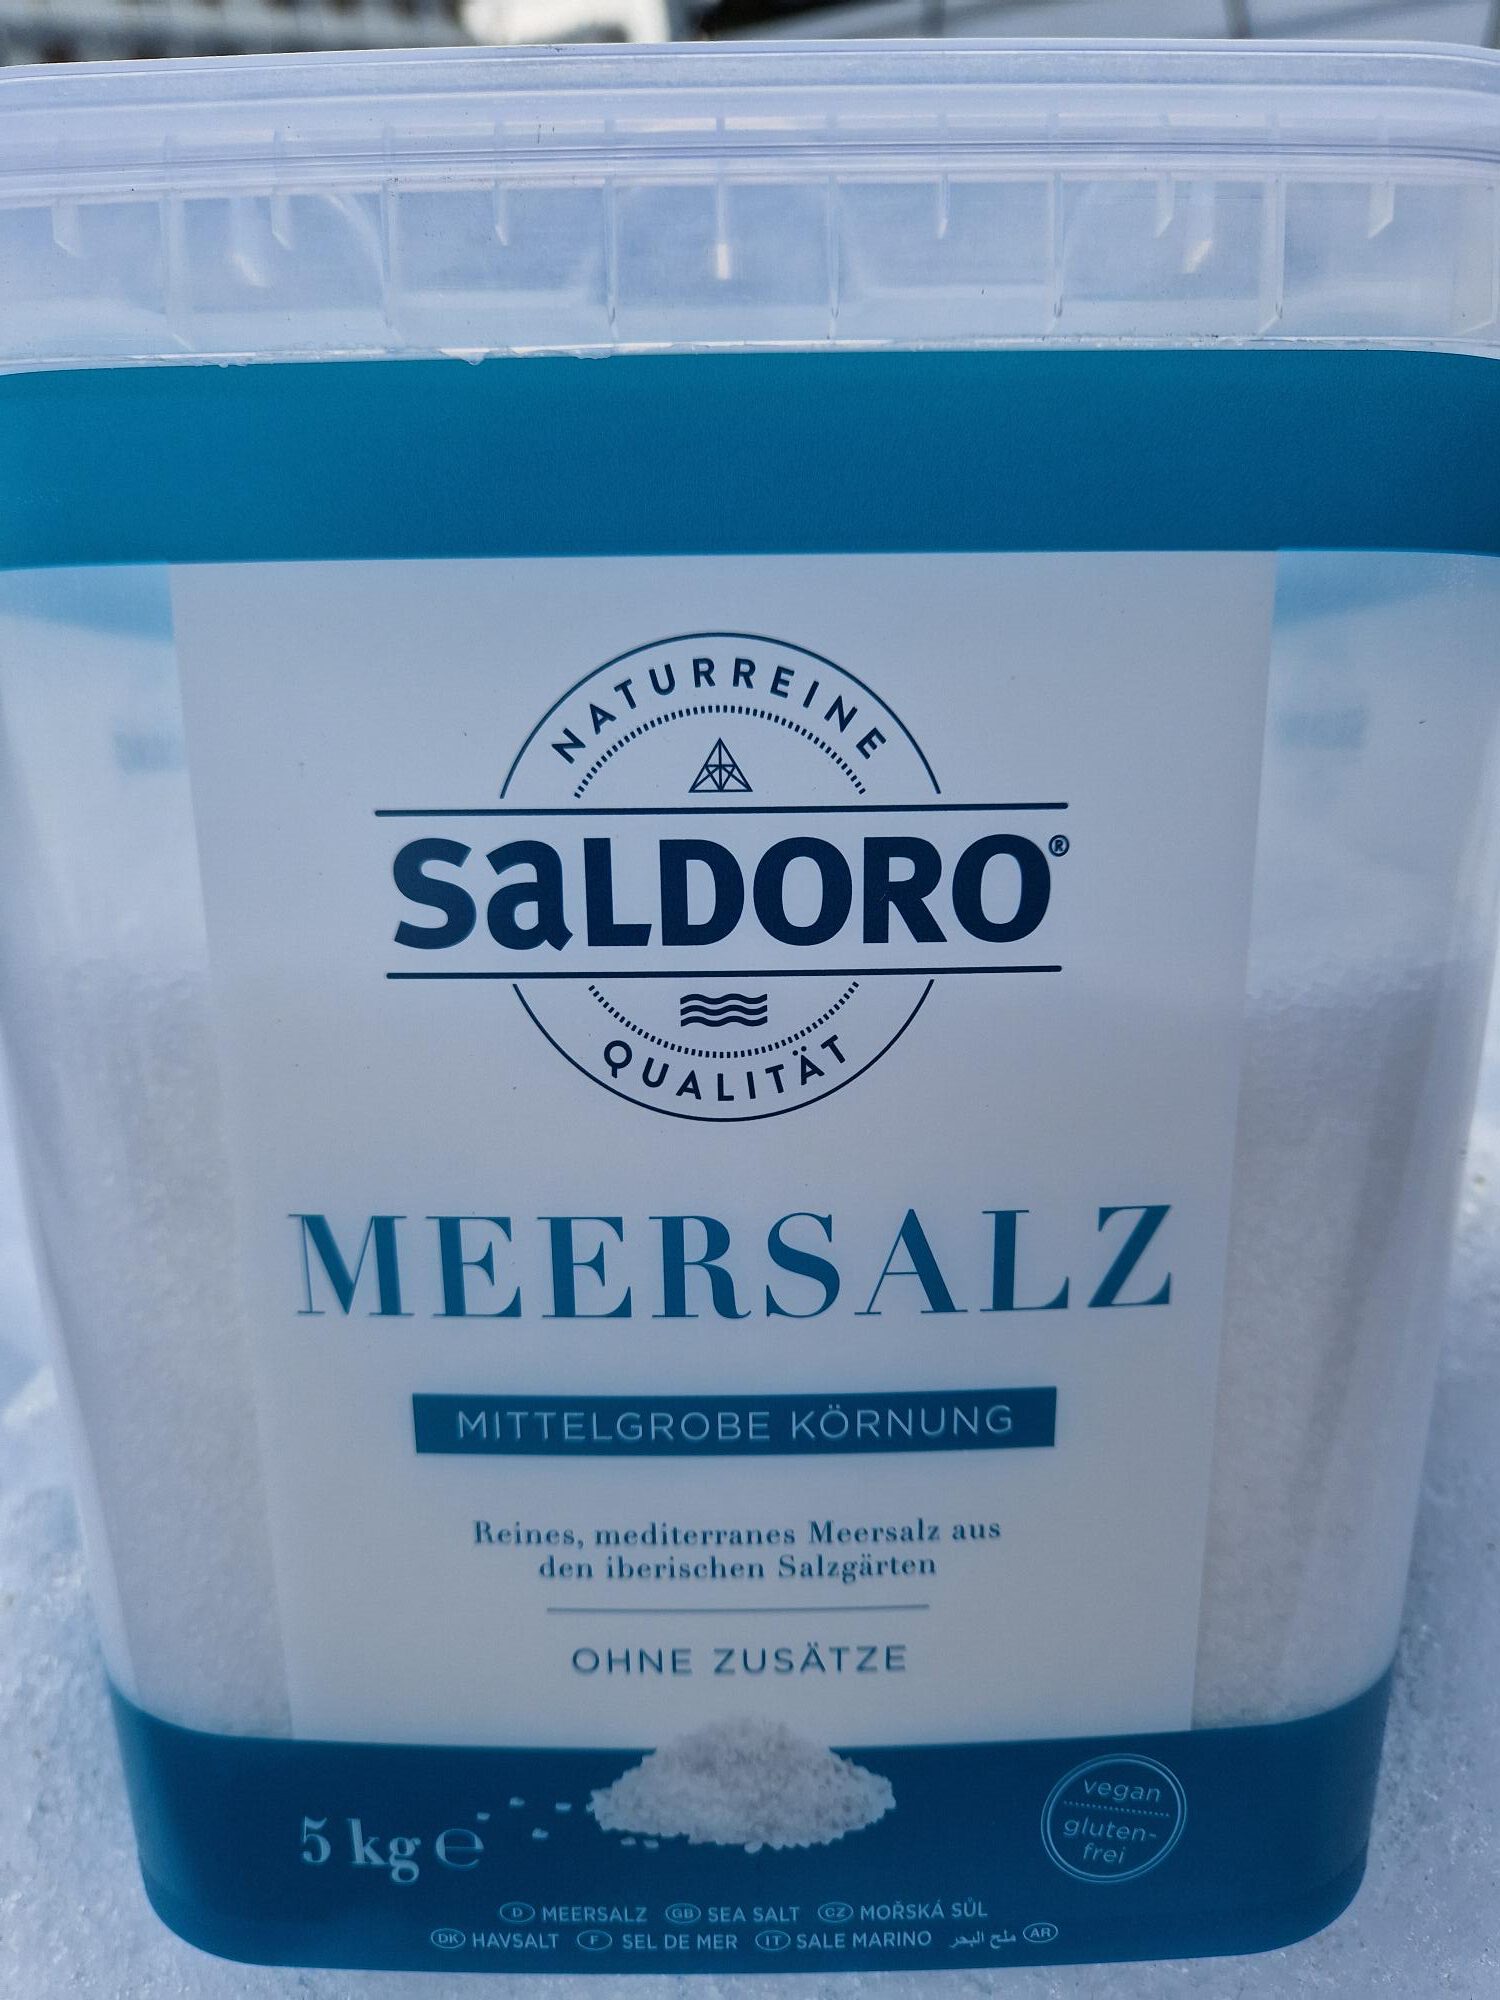 NATURREINE
SaLDORO®
QUALITÄT
MEERSALZ
MITTELGROBE KÖRNUNG
Reines, mediterranes Meersalz aus
den iberischen Salzgärten
OHNE ZUSÄTZE
5 kg ℮
vegan
gluten-
frei
D MEERSALZ GB SEA SALT CZ MOŘSKÁ SŮL
DK HAVSALT F SEL DE MER IT SALE MARINO ملح البحر AR